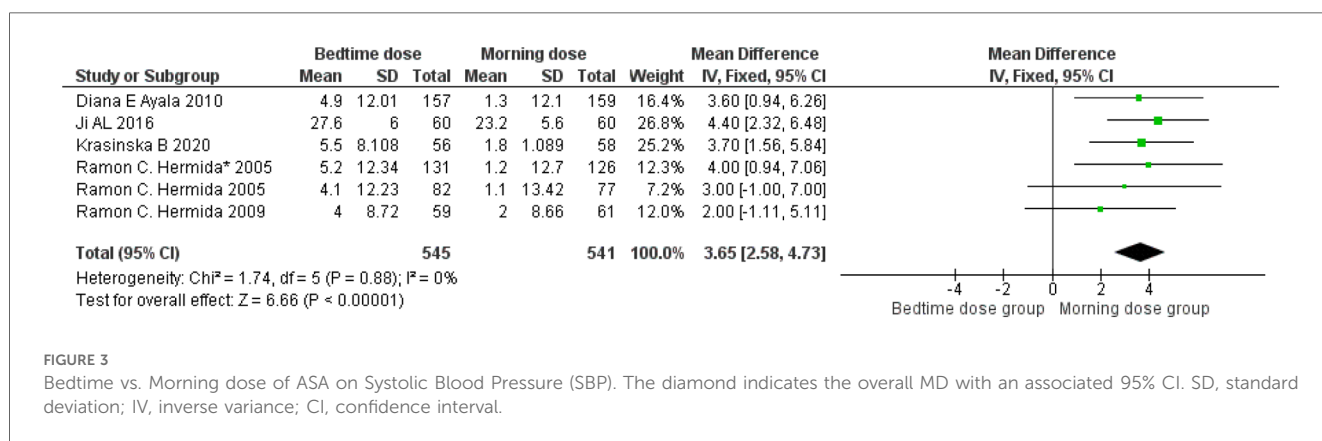 Bedtime dose Morning dose Mean Difference Mean Difference
Study or Subgroup Mean SD Total Mean SD Total Weight IV, Fixed, 95% CI IV, Fixed, 95% CI
Diana E Ayala 2010 4.9 12.01 157 1.3 12.1 159 16.4% 3.60 [0.94, 6.26]
Ji AL 2016 27.6 6 60 23.2 5.6 60 26.8% 4.40 [2.32, 6.48]
Krasinska B 2020 5.5 8.108 56 1.8 1.089 58 25.2% 3.70 [1.56, 5.84]
Ramon C. Hermida* 2005 5.2 12.34 131 1.2 12.7 126 12.3% 4.00 [0.94, 7.06]
Ramon C. Hermida 2005 4.1 12.23 82 1.1 13.42 77 7.2% 3.00 [-1.00, 7.00]
Ramon C. Hermida 2009 4 8.72 59 2 8.66 61 12.0% 2.00 [-1.11, 5.11]
Total (95% CI) 545 541 100.0% 3.65 [2.58, 4.73]
Heterogeneity: Chi² = 1.74, df = 5 (P = 0.88); I² = 0%
Test for overall effect: Z = 6.66 (P < 0.00001)
-4 -2 0 2 4
Bedtime dose group Morning dose group
FIGURE 3
Bedtime vs. Morning dose of ASA on Systolic Blood Pressure (SBP). The diamond indicates the overall MD with an associated 95% CI. SD, standard
deviation; IV, inverse variance; CI, confidence interval.